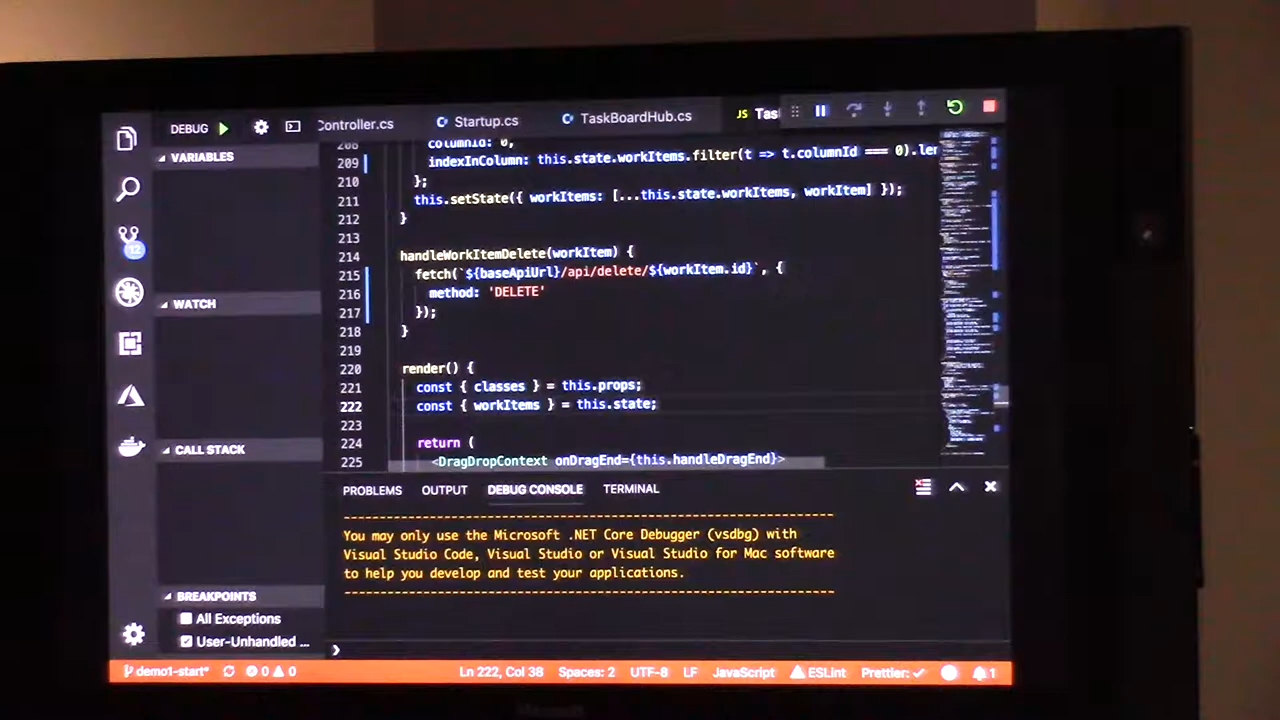 DEBUG
Controller.cs
Startup.cs
TaskBoardHub.cs
JS Tas
VARIABLES
WATCH
CALL STACK
BREAKPOINTS
All Exceptions
User-Unhandled ...
12
208 columnId: 0,
209 indexInColumn: this.state.workItems.filter(t => t.columnId === 0).len
210 };
211 this.setState({ workItems: [...this.state.workItems, workItem] });
212 }
213
214 handleWorkItemDelete(workItem) {
215 fetch(`${baseApiUrl}/api/delete/${workItem.id}`, {
216 method: 'DELETE'
217 });
218 }
219
220 render() {
221 const { classes } = this.props;
222 const { workItems } = this.state;
223
224 return (
225 <DragDropContext onDragEnd={this.handleDragEnd}>
PROBLEMS OUTPUT DEBUG CONSOLE TERMINAL
--------------------------------------------------------------------
You may only use the Microsoft .NET Core Debugger (vsdbg) with
Visual Studio Code, Visual Studio or Visual Studio for Mac software
to help you develop and test your applications.
--------------------------------------------------------------------
demo1-start* 0 0 Ln 222, Col 38 Spaces: 2 UTF-8 LF JavaScript ESLint Prettier: ✓ 1